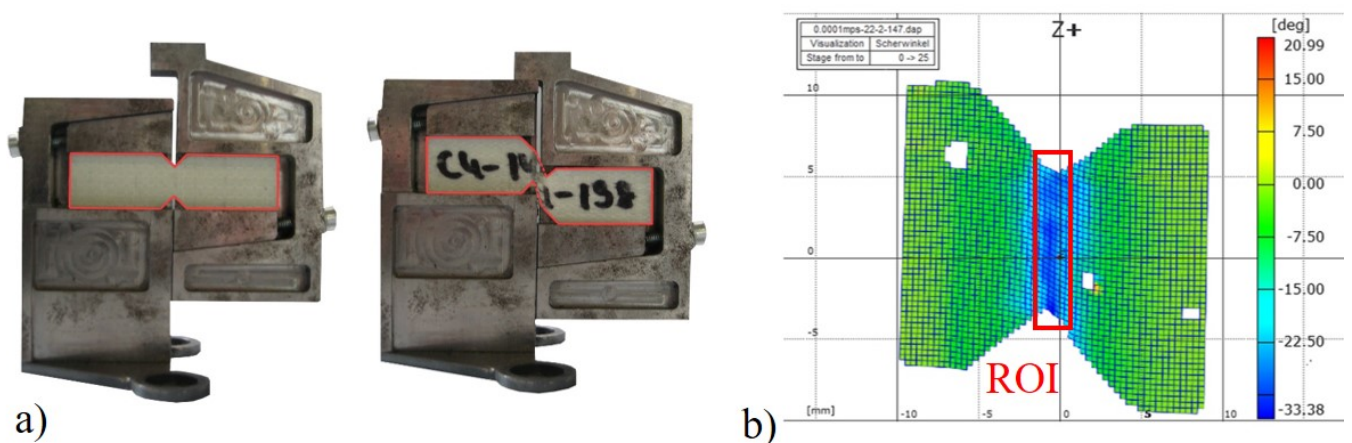 C4-14
1-198
a)
0.0001mps-22-2-147.dap
Visualization Scherwinkel
Stage from to 0 -> 25
Z+
[deg]
20.99
15.00
7.50
0.00
-7.50
-15.00
-22.50
-33.38
10
5
0
-5
[mm]
-10
-5
0
5
10
ROI
b)